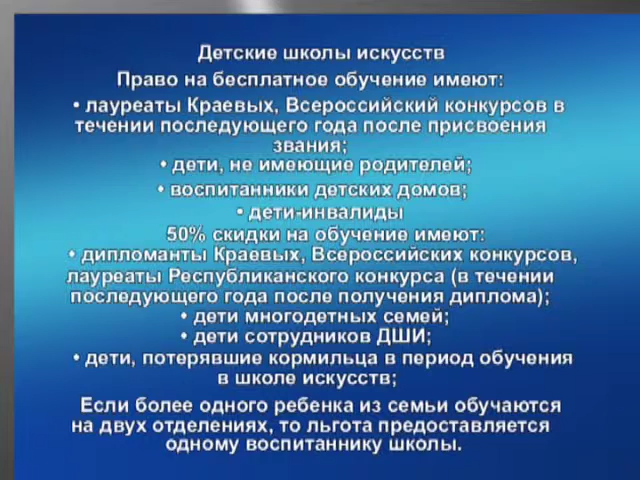 Детские школы искусств
Право на бесплатное обучение имеют:
• лауреаты Краевых, Всероссийский конкурсов в
течении последующего года после присвоения
звания;
• дети, не имеющие родителей;
• воспитанники детских домов;
• дети-инвалиды
50% скидки на обучение имеют:
• дипломанты Краевых, Всероссийских конкурсов,
лауреаты Республиканского конкурса (в течении
последующего года после получения диплома);
• дети многодетных семей;
• дети сотрудников ДШИ;
• дети, потерявшие кормильца в период обучения
в школе искусств;
Если более одного ребенка из семьи обучаются
на двух отделениях, то льгота предоставляется
одному воспитаннику школы.